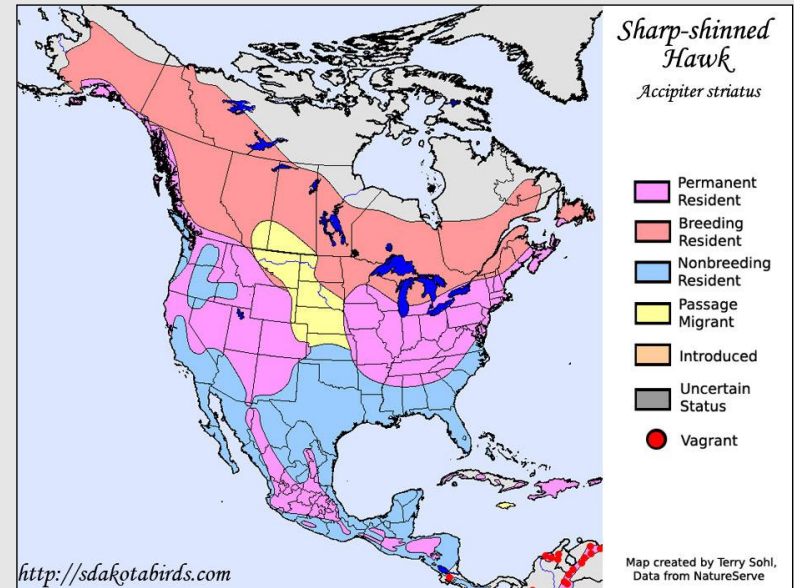 Sharp-shinned
Hawk
Accipiter striatus
Permanent
Resident
Breeding
Resident
Nonbreeding
Resident
Passage
Migrant
Introduced
Uncertain
Status
Vagrant
http://sdakotabirds.com
Map created by Terry Sohl,
Data from NatureServe